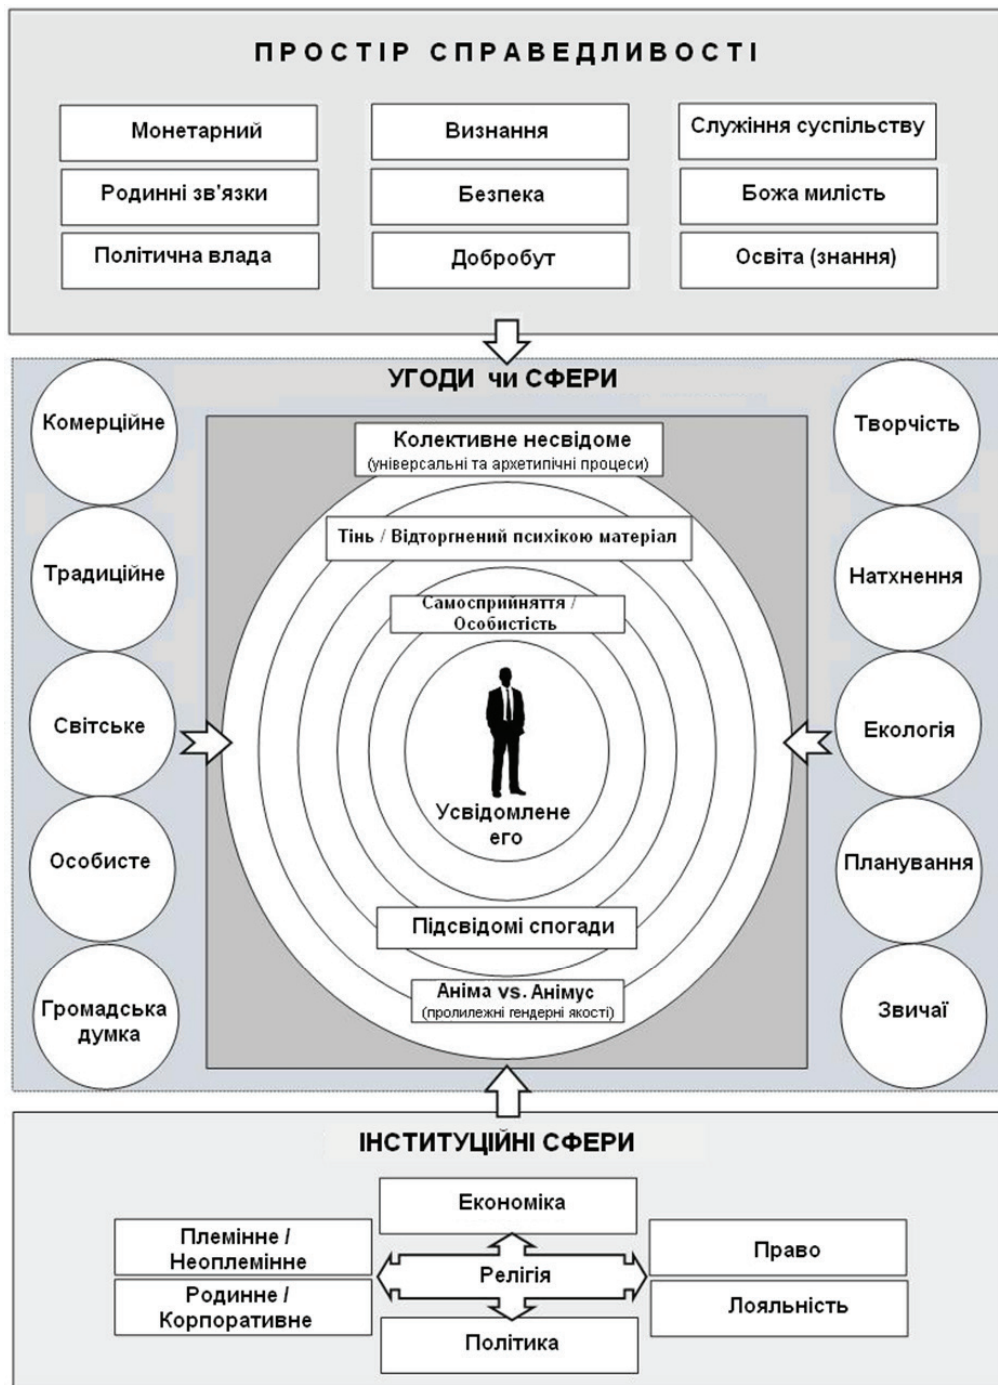 ПРОСТІР СПРАВЕДЛИВОСТІ
Монетарний
Визнання
Служіння суспільству
Родинні зв'язки
Безпека
Божа милість
Політична влада
Добробут
Освіта (знання)
УГОДИ чи СФЕРИ
Комерційне
Традиційне
Світське
Особисте
Громадська
думка
Колективне несвідоме
(універсальні та архетипічні процеси)
Тінь / Відторгнений психікою матеріал
Самосприйняття /
Особистість
Усвідомлене
его
Підсвідомі спогади
Аніма vs. Анімус
(пролилежні гендерні якості)
Творчість
Натхнення
Екологія
Планування
Звичаї
ІНСТИТУЦІЙНІ СФЕРИ
Економіка
Племінне /
Неоплемінне
Родинне /
Корпоративне
Релігія
Право
Лояльність
Політика